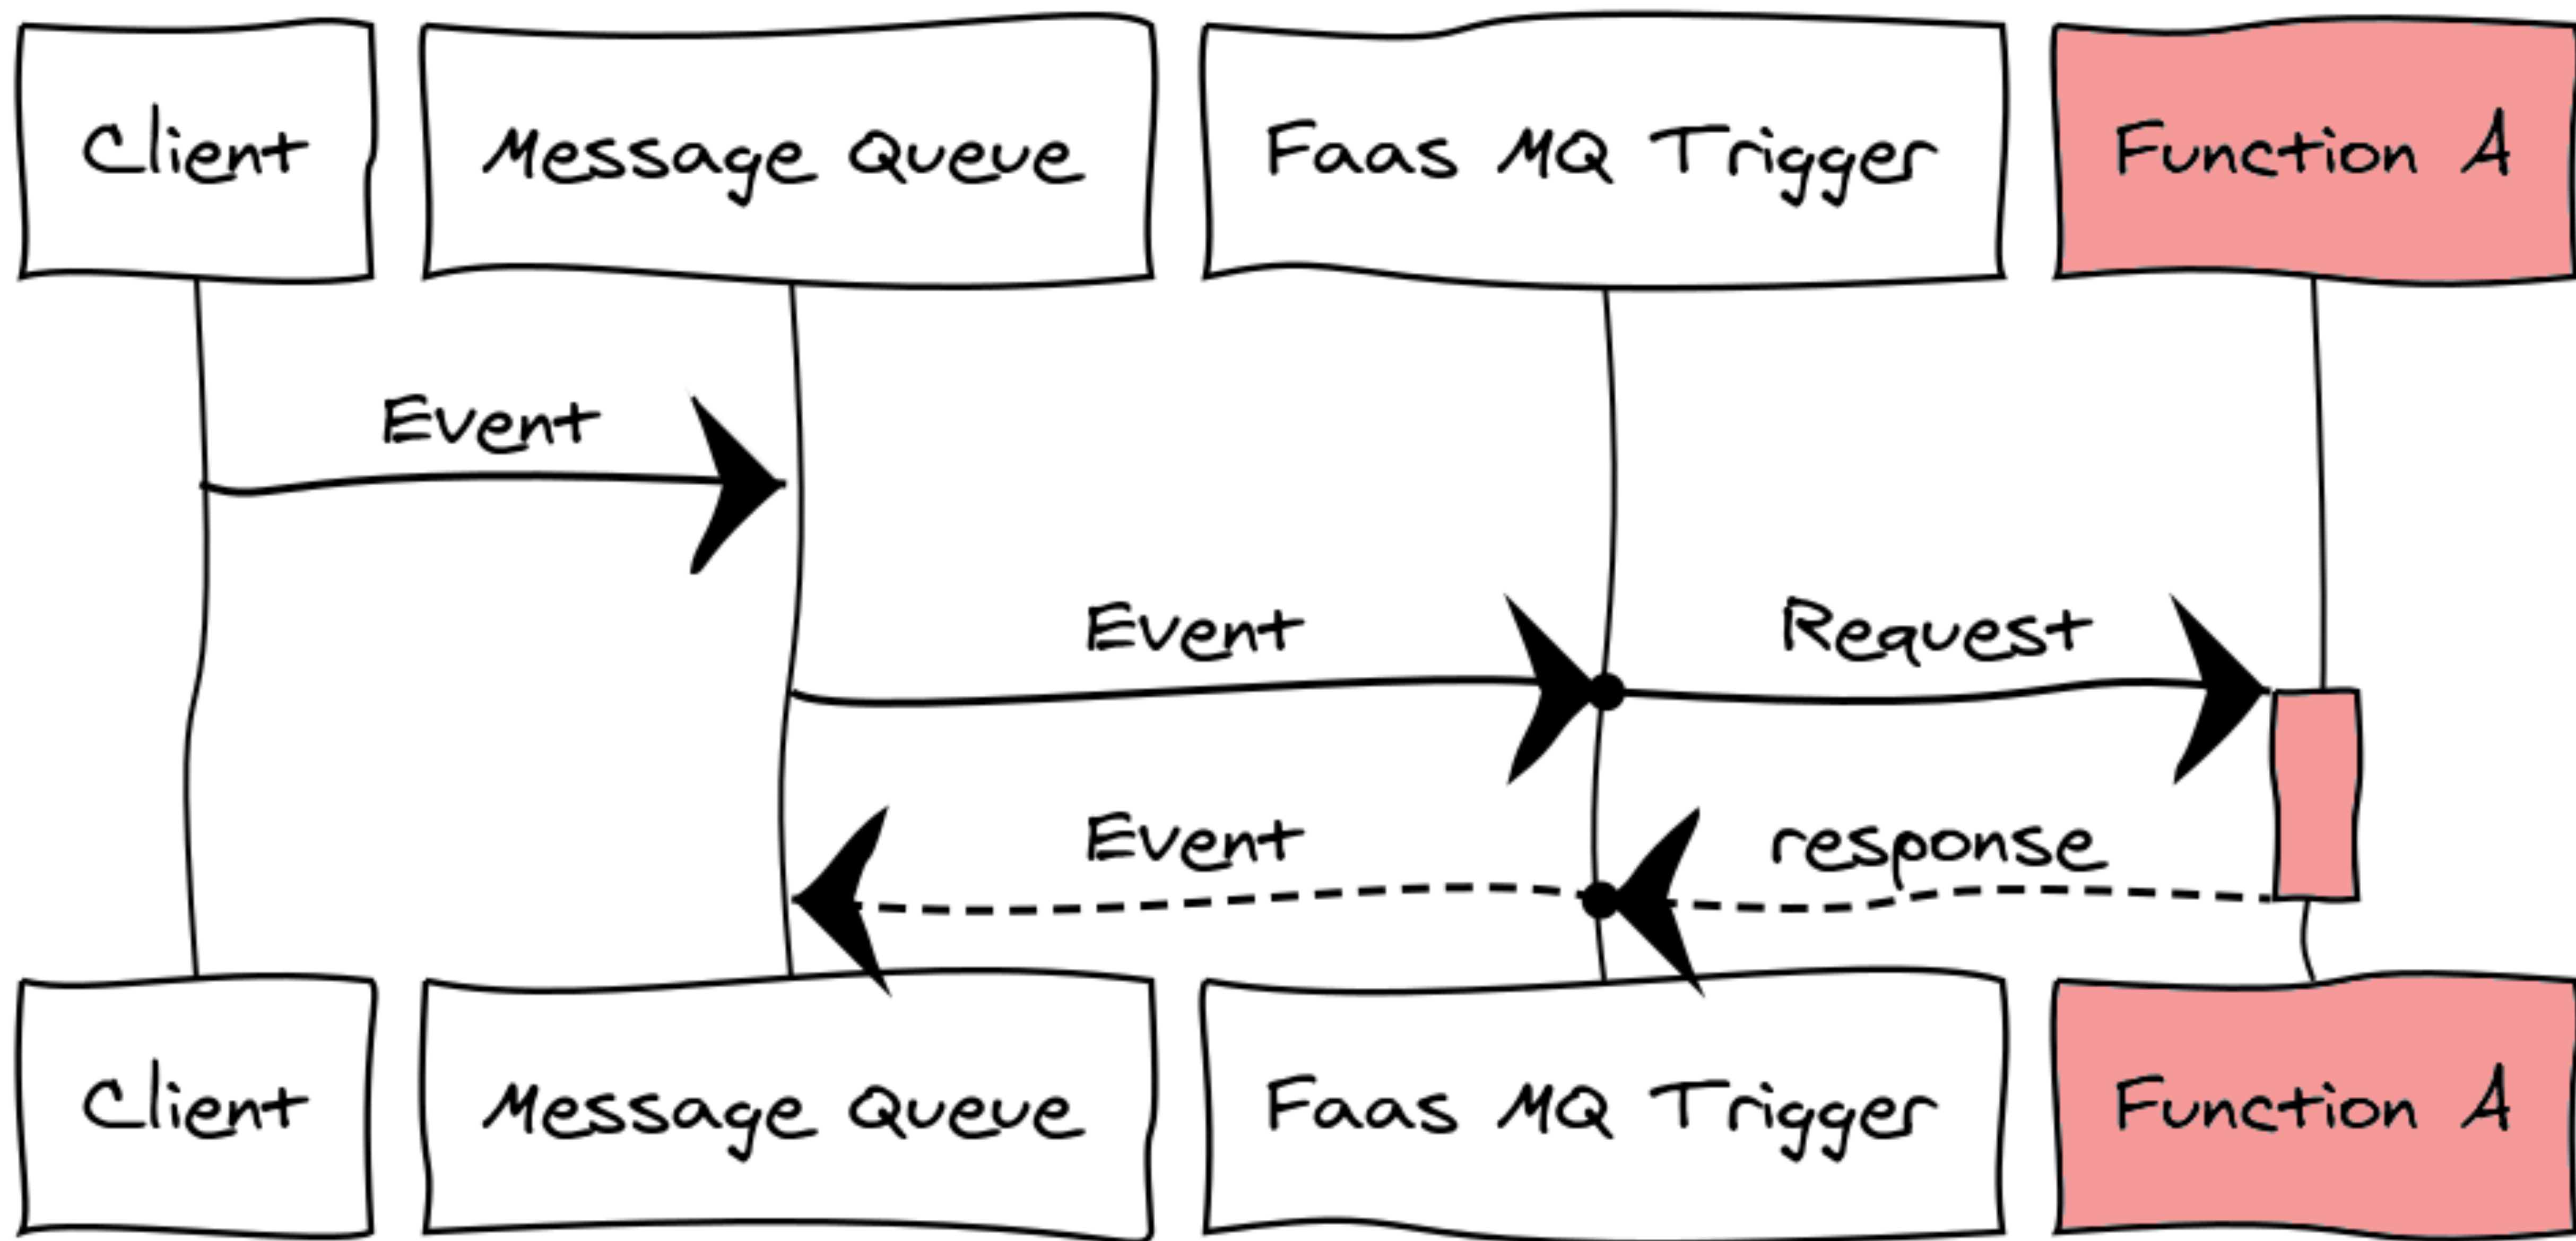 Client
Message Queue
Faas MQ Trigger
Function A
Event
Event
Request
Event
response
Client
Message Queue
Faas MQ Trigger
Function A